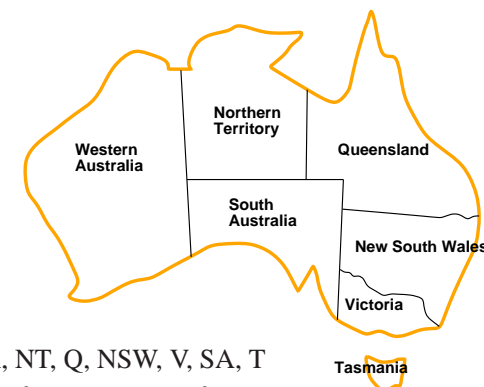 Northern
Territory
Western
Australia
Queensland
South
Australia
New South Wales
Victoria
Tasmania
NT, Q, NSW, V, SA, T